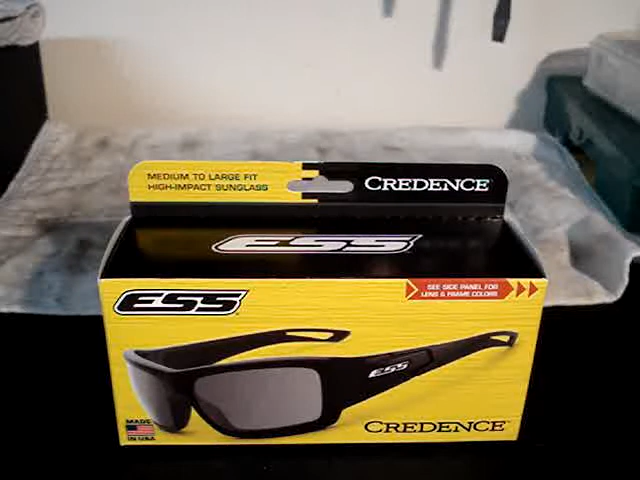 MEDIUM TO LARGE FIT
HIGH-IMPACT SUNGLASS
CREDENCE
ESS
ESS
SEE SIDE PANEL FOR
LENS & FRAME COLORS
ESS
MADE
IN USA
CREDENCE